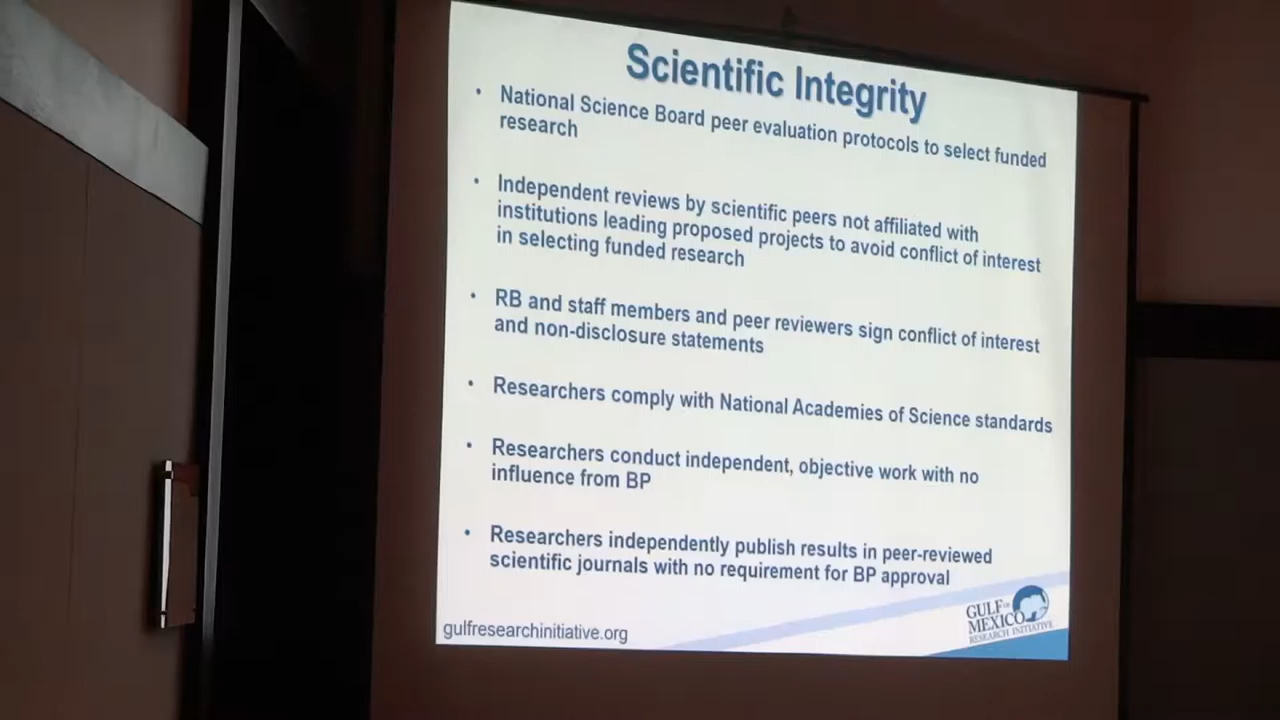 Scientific Integrity
• National Science Board peer evaluation protocols to select funded
research
• Independent reviews by scientific peers not affiliated with
institutions leading proposed projects to avoid conflict of interest
in selecting funded research
• RB and staff members and peer reviewers sign conflict of interest
and non-disclosure statements
• Researchers comply with National Academies of Science standards
• Researchers conduct independent, objective work with no
influence from BP
• Researchers independently publish results in peer-reviewed
scientific journals with no requirement for BP approval
gulfresearchinitiative.org
GULF OF
MEXICO
RESEARCH INITIATIVE